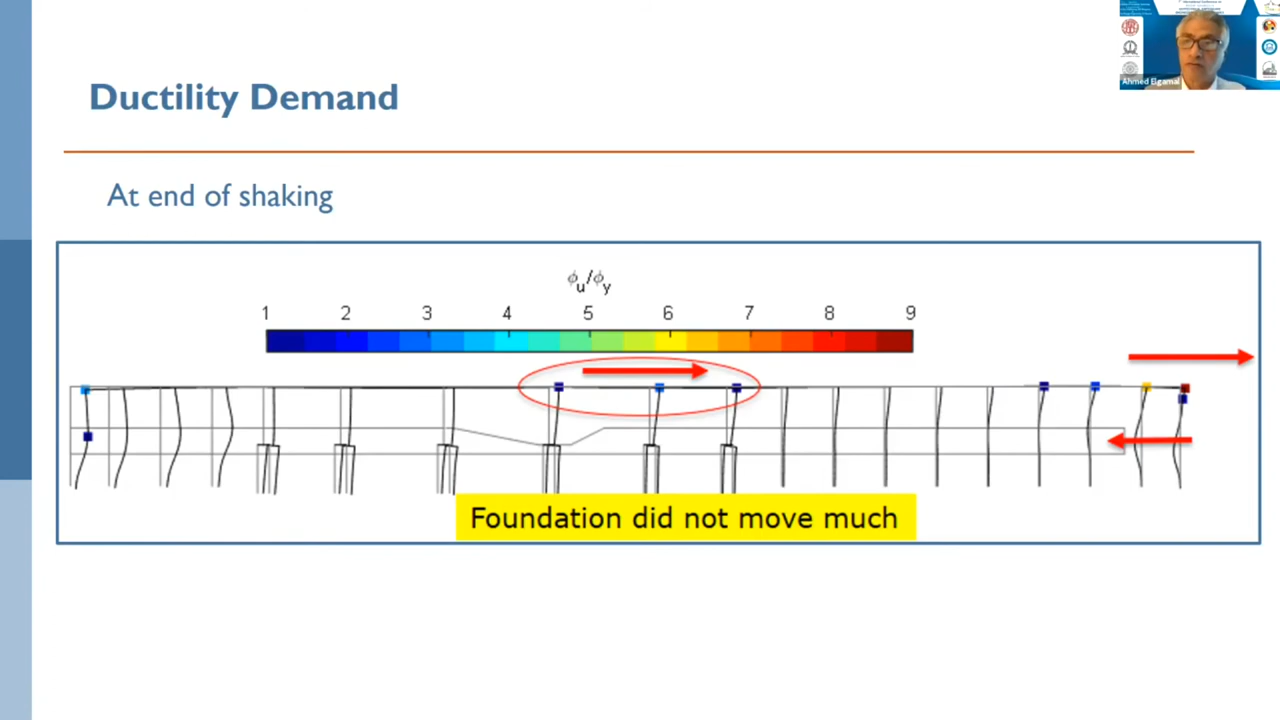 Ductility Demand
At end of shaking
ϕu/ϕy
1 2 3 4 5 6 7 8 9
Foundation did not move much
Ahmed Elgamal